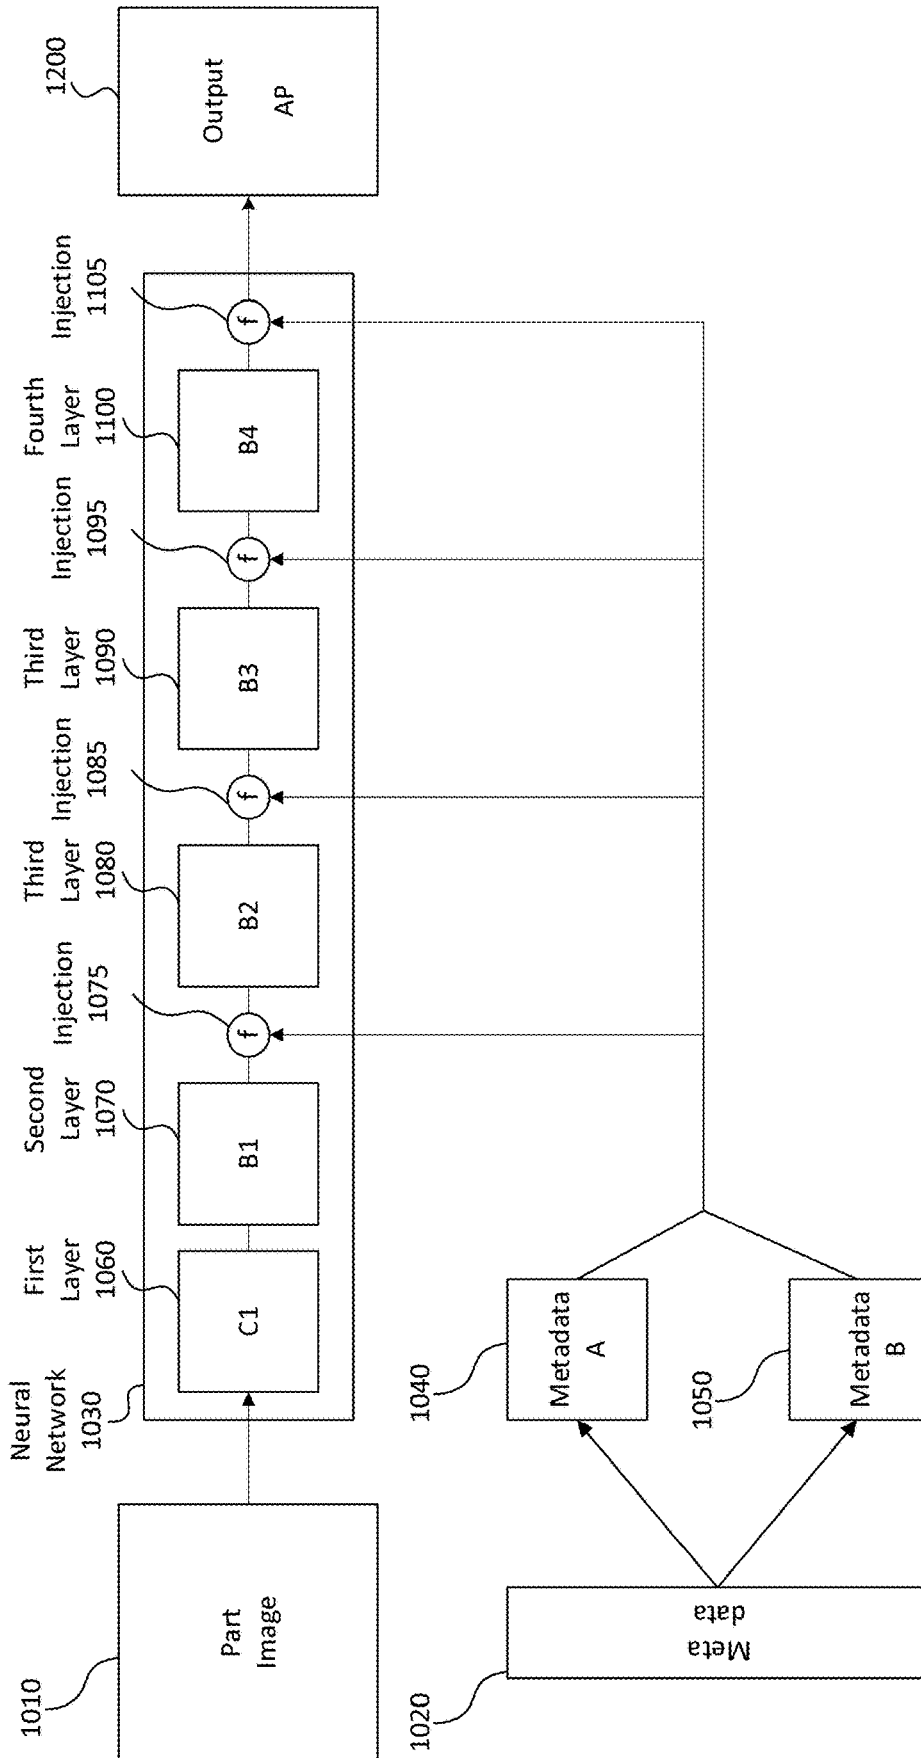 Neural
Network
1030
First
Layer
1060
Second
Layer
1070
Injection
1075
Third
Layer
1080
Injection
1085
Third
Layer
1090
Injection
1095
Fourth
Layer
1100
Injection
1105
1200
1010
Part
Image
C1
B1
f
B2
f
B3
f
B4
f
Output
AP
1020
Meta
data
1040
Metadata
A
1050
Metadata
B